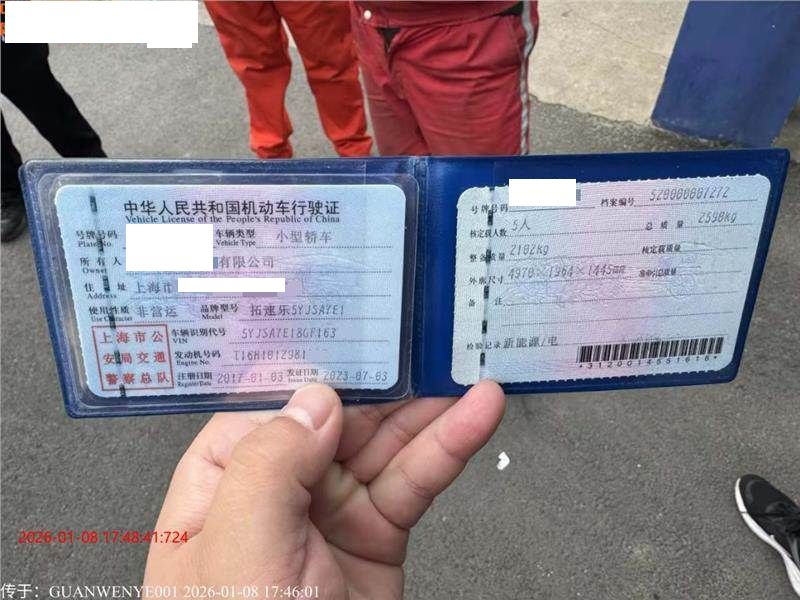 中华人民共和国机动车行驶证
Vehicle License of the People's Republic of China
号牌号码 车辆类型 小型轿车
Plate No. Vehicle Type
所有人 有限公司
Owner
住址 上海市
Address
使用性质 非营运 品牌型号 拓速乐5YJSA7E1
Use Character Model
上海市公
安局交通
警察总队
车辆识别代号
VIN
发动机号码
Engine No.
注册日期 2017-01-03 发证日期 2023-07-03
Register Date Issue Date
号牌号码 档案编号
核定载人数 5人 总质量 2590kg
整备质量 2102kg 核定载质量
外廓尺寸 4970×1964×1445mm 准牵引总质量
备注
检验记录 新能源/电
*3120014551616*
2026-01-08 17:48:41:724
传于：GUANWENYE001 2026-01-08 17:46:01